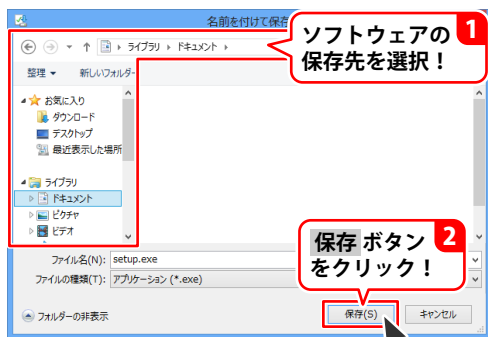 名前を付けて保存
ソフトウェアの
保存先を選択！
1
ライブラリ ▸ ドキュメント ▸
整理 ▼ 新しいフォルダー
お気に入り
ダウンロード
デスクトップ
最近表示した場所
ライブラリ
ドキュメント
ピクチャ
ビデオ
保存 ボタン
をクリック！
2
ファイル名(N): setup.exe
ファイルの種類(T): アプリケーション (*.exe)
フォルダーの非表示
保存(S)
キャンセル